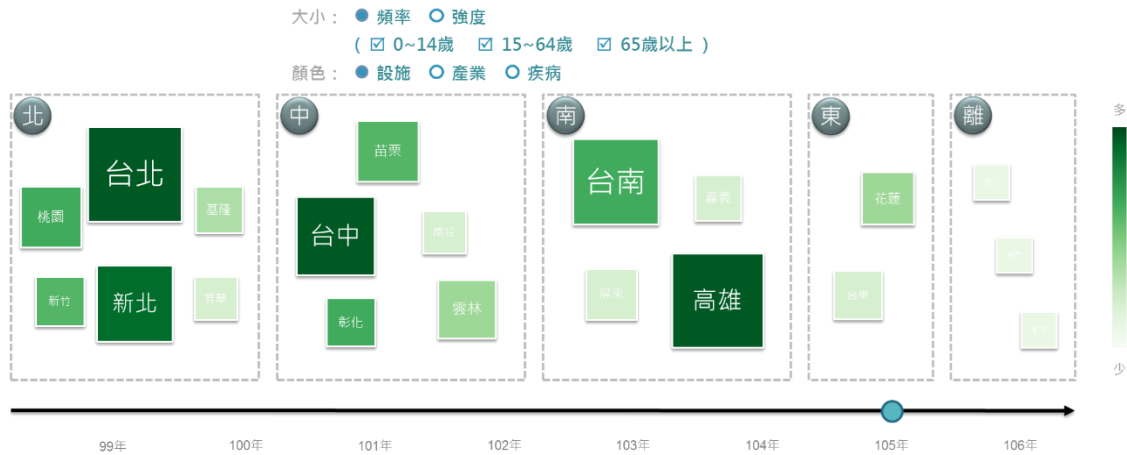 大小： 頻率 強度
( 0~14歲 15~64歲 65歲以上 )
顏色： 設施 產業 疾病
北
台北
桃園
基隆
新竹
新北
宜蘭
中
苗栗
台中
南投
彰化
雲林
南
台南
嘉義
屏東
高雄
東
花蓮
台東
離
多
少
99年 100年 101年 102年 103年 104年 105年 106年